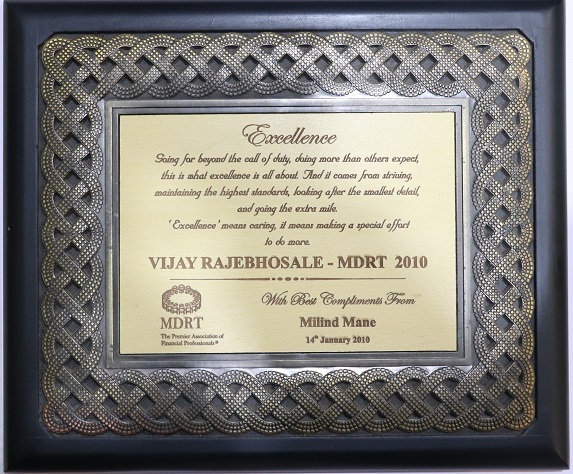 Excellence
Going for beyond the call of duty, doing more than others expect,
this is what excellence is all about. And it comes from striving,
maintaining the highest standards, looking after the smallest detail,
and going the extra mile.
'Excellence' means caring, it means making a special effort
to do more.
VIJAY RAJEBHOSALE - MDRT 2010
With Best Compliments From
Milind Mane
14th January 2010
MDRT
The Premier Association of
Financial Professionals®